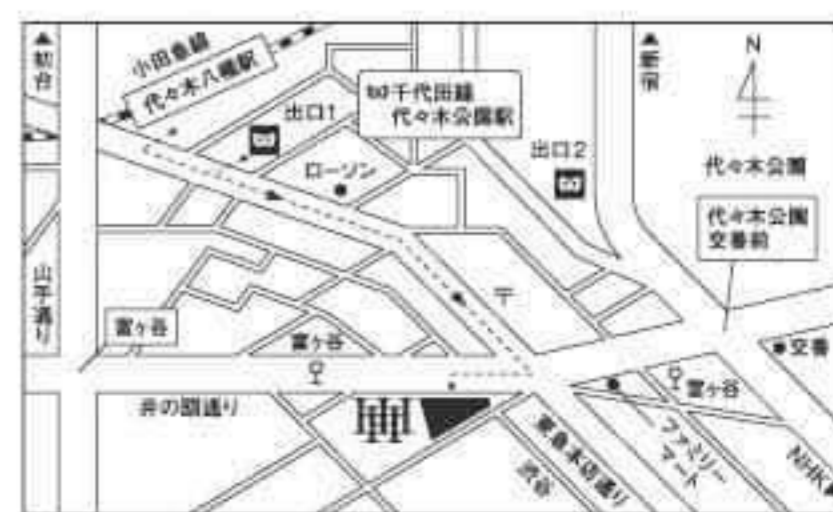 ▲初台
小田急線
代々木八幡駅
出口1
千代田線
代々木公園駅
出口2
▲新宿
N
代々木公園
代々木公園
交番前
ローソン
山手通り
富ヶ谷
富ヶ谷
〒
交番
富ヶ谷
井の頭通り
東急本店通り
渋谷
ファミリー
マート
NHK